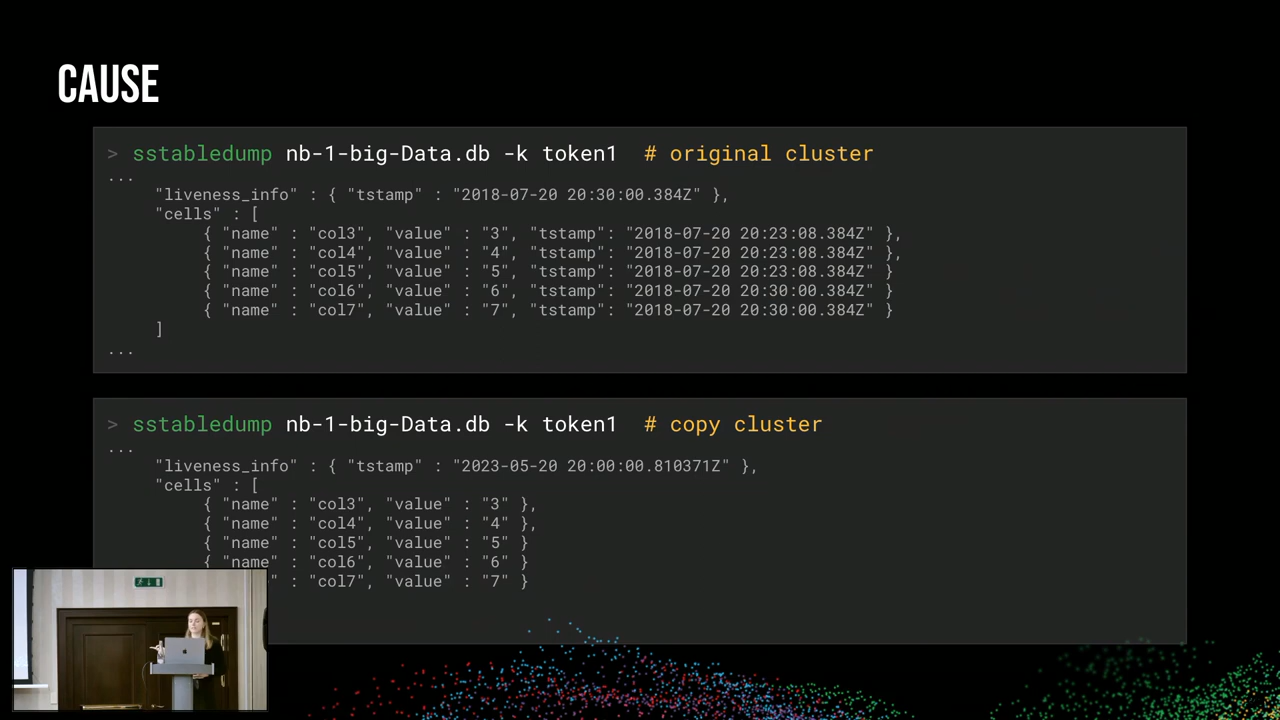 CAUSE
> sstabledump nb-1-big-Data.db -k token1 # original cluster
...
"liveness_info" : { "tstamp" : "2018-07-20 20:30:00.384Z" },
"cells" : [
{ "name" : "col3", "value" : "3", "tstamp": "2018-07-20 20:23:08.384Z" },
{ "name" : "col4", "value" : "4", "tstamp": "2018-07-20 20:23:08.384Z" },
{ "name" : "col5", "value" : "5", "tstamp": "2018-07-20 20:23:08.384Z" }
{ "name" : "col6", "value" : "6", "tstamp": "2018-07-20 20:30:00.384Z" }
{ "name" : "col7", "value" : "7", "tstamp": "2018-07-20 20:30:00.384Z" }
]
...
> sstabledump nb-1-big-Data.db -k token1 # copy cluster
...
"liveness_info" : { "tstamp" : "2023-05-20 20:00:00.810371Z" },
"cells" : [
{ "name" : "col3", "value" : "3" },
{ "name" : "col4", "value" : "4" },
{ "name" : "col5", "value" : "5" }
{ "name" : "col6", "value" : "6" }
" : "col7", "value" : "7" }